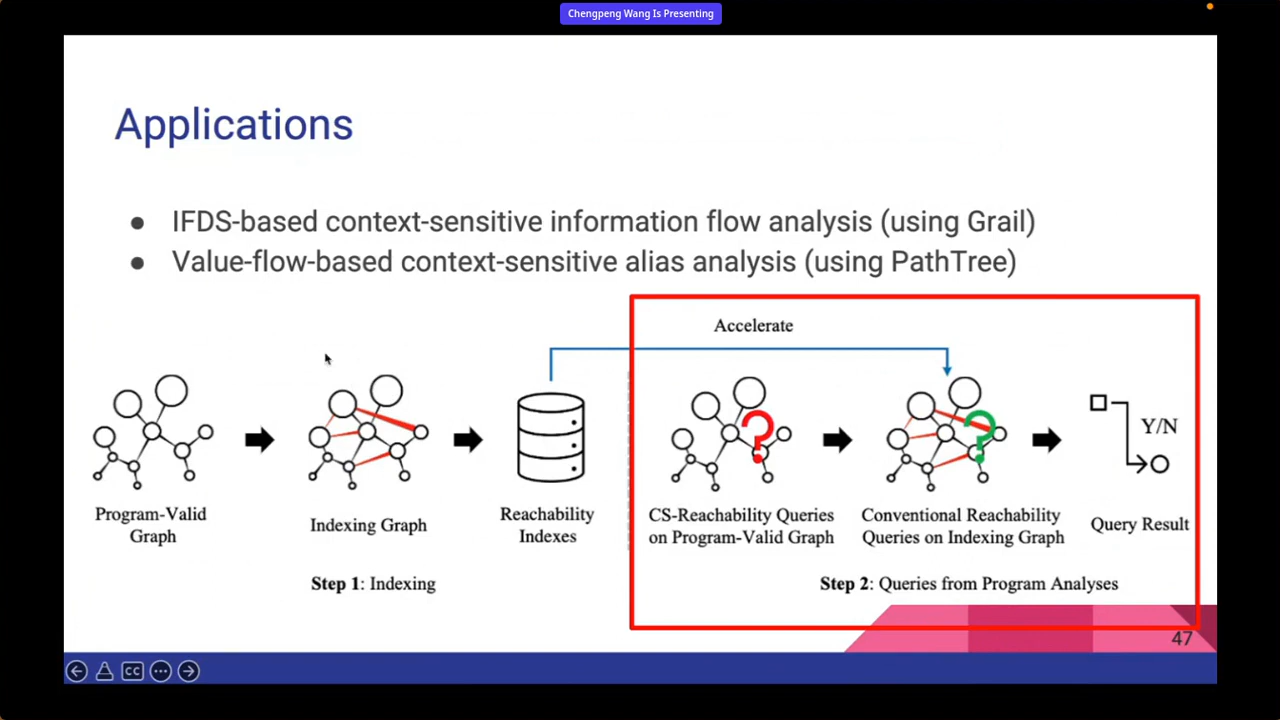 Chengpeng Wang Is Presenting
Applications
● IFDS-based context-sensitive information flow analysis (using Grail)
● Value-flow-based context-sensitive alias analysis (using PathTree)
Accelerate
?
?
Y/N
Program-Valid
Graph
Indexing Graph
Reachability
Indexes
CS-Reachability Queries
on Program-Valid Graph
Conventional Reachability
Queries on Indexing Graph
Query Result
Step 1: Indexing
Step 2: Queries from Program Analyses
47
CC